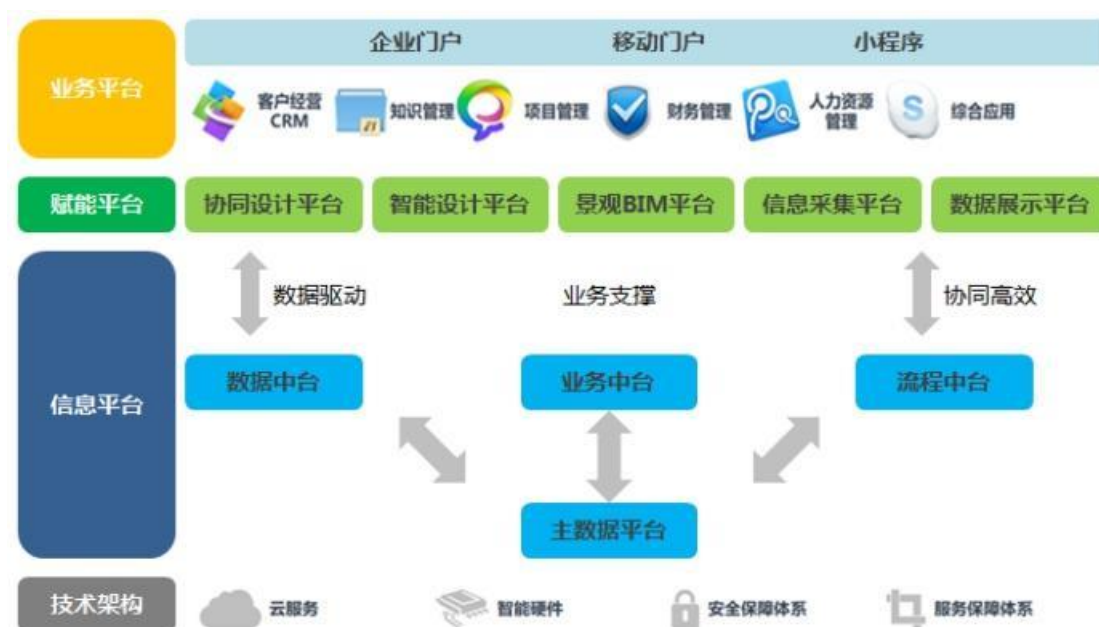 业务平台
企业门户
移动门户
小程序
客户经营
CRM
知识管理
项目管理
财务管理
人力资源
管理
综合应用
赋能平台
协同设计平台
智能设计平台
景观BIM平台
信息采集平台
数据展示平台
信息平台
数据驱动
业务支撑
协同高效
数据中台
业务中台
流程中台
主数据平台
技术架构
云服务
智能硬件
安全保障体系
服务保障体系